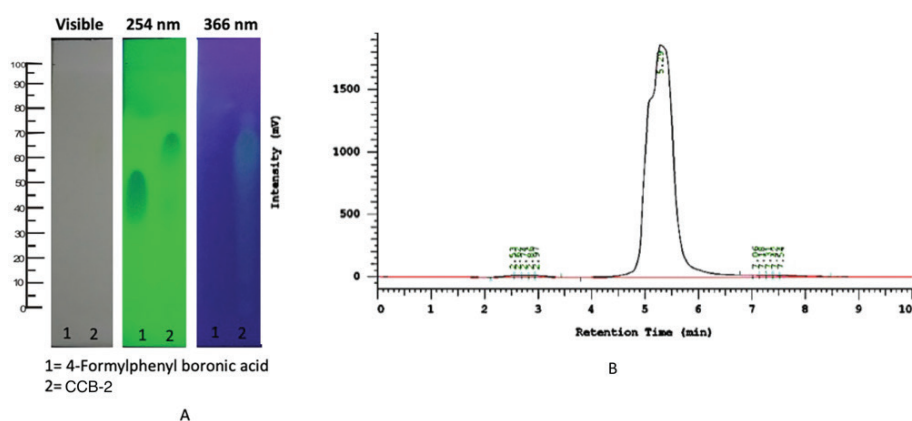 Visible 254 nm 366 nm
100
90
80
70
60
50
40
30
20
10
0
1 2 1 2 1 2
1= 4-Formylphenyl boronic acid
2= CCB-2
A
Intensity (mV)
1500
1000
500
0
5.29
0 1 2 3 4 5 6 7 8 9 10
Retention Time (min)
B